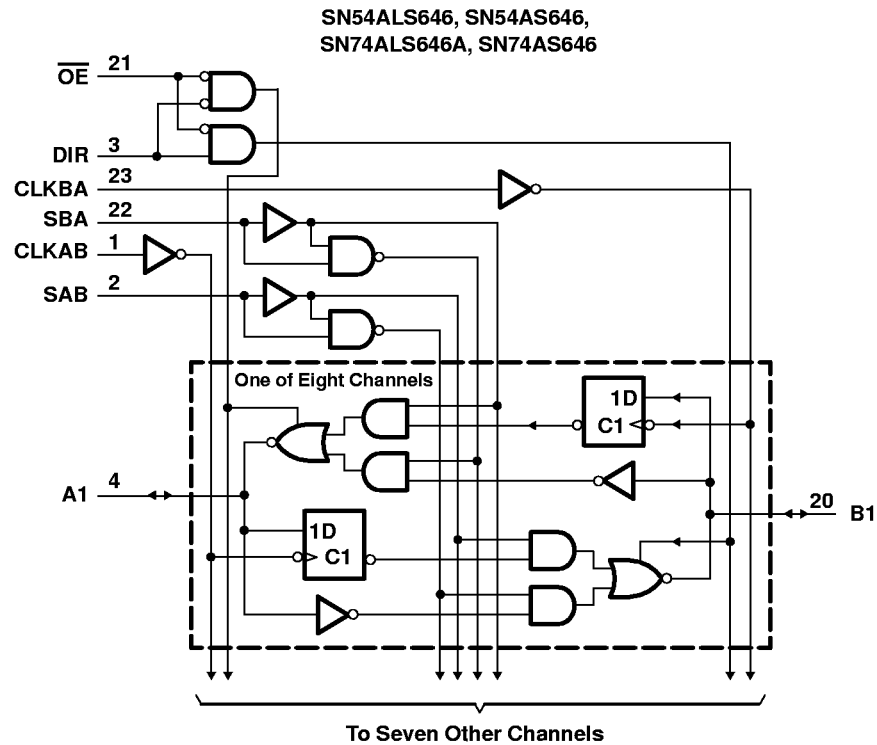 SN54ALS646, SN54AS646,
SN74ALS646A, SN74AS646
OE 21
DIR 3
CLKBA 23
SBA 22
CLKAB 1
SAB 2
One of Eight Channels
1D
C1
A1 4
20 B1
1D
C1
To Seven Other Channels